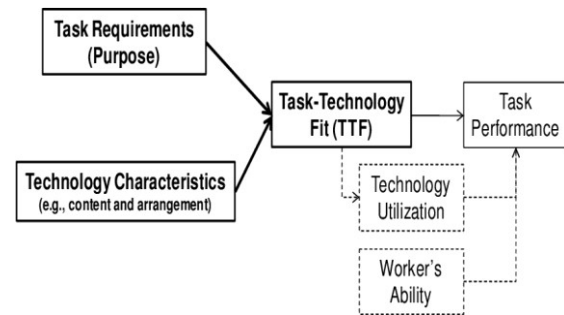 Task Requirements
(Purpose)
Task-Technology
Fit (TTF)
Task
Performance
Technology Characteristics
(e.g., content and arrangement)
Technology
Utilization
Worker's
Ability